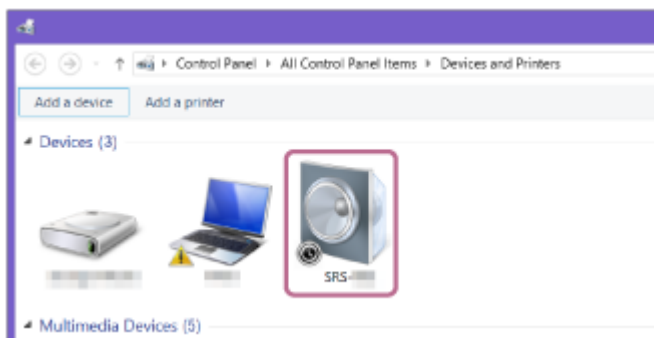 Control Panel ▸ All Control Panel Items ▸ Devices and Printers
Add a device Add a printer
Devices (3)
SRS-
Multimedia Devices (5)